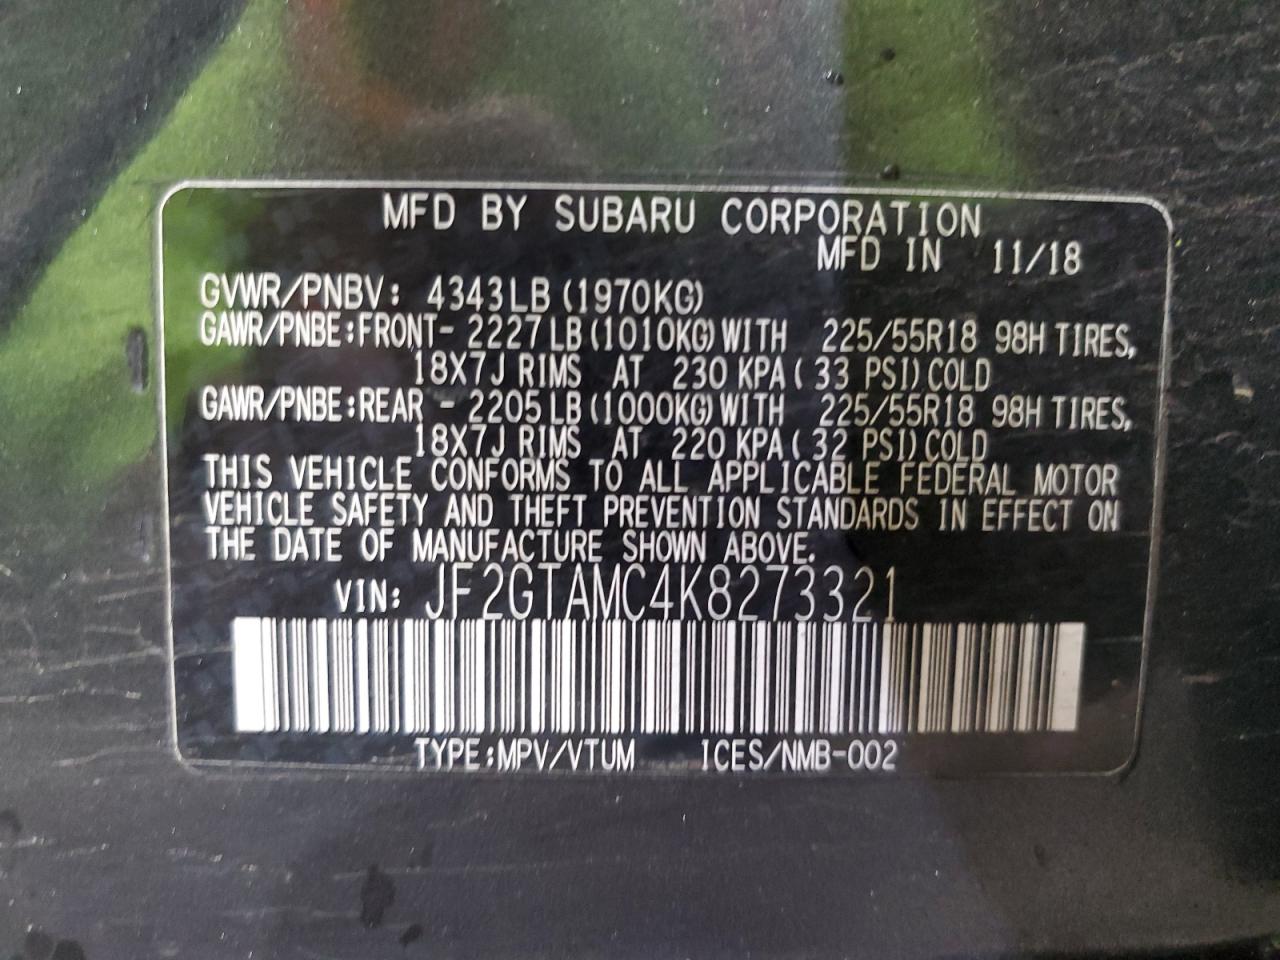 MFD BY SUBARU CORPORATION
MFD IN 11/18
GVWR/PNBV: 4343LB (1970KG)
GAWR/PNBE:FRONT- 2227LB (1010KG) WITH 225/55R18 98H TIRES,
18X7J RIMS AT 230 KPA ( 33 PSI) COLD
GAWR/PNBE:REAR - 2205LB (1000KG) WITH 225/55R18 98H TIRES,
18X7J RIMS AT 220 KPA ( 32 PSI) COLD
THIS VEHICLE CONFORMS TO ALL APPLICABLE FEDERAL MOTOR
VEHICLE SAFETY AND THEFT PREVENTION STANDARDS IN EFFECT ON
THE DATE OF MANUFACTURE SHOWN ABOVE.
VIN: JF2GTAMC4K8273321
TYPE:MPV/VTUM ICES/NMB-002